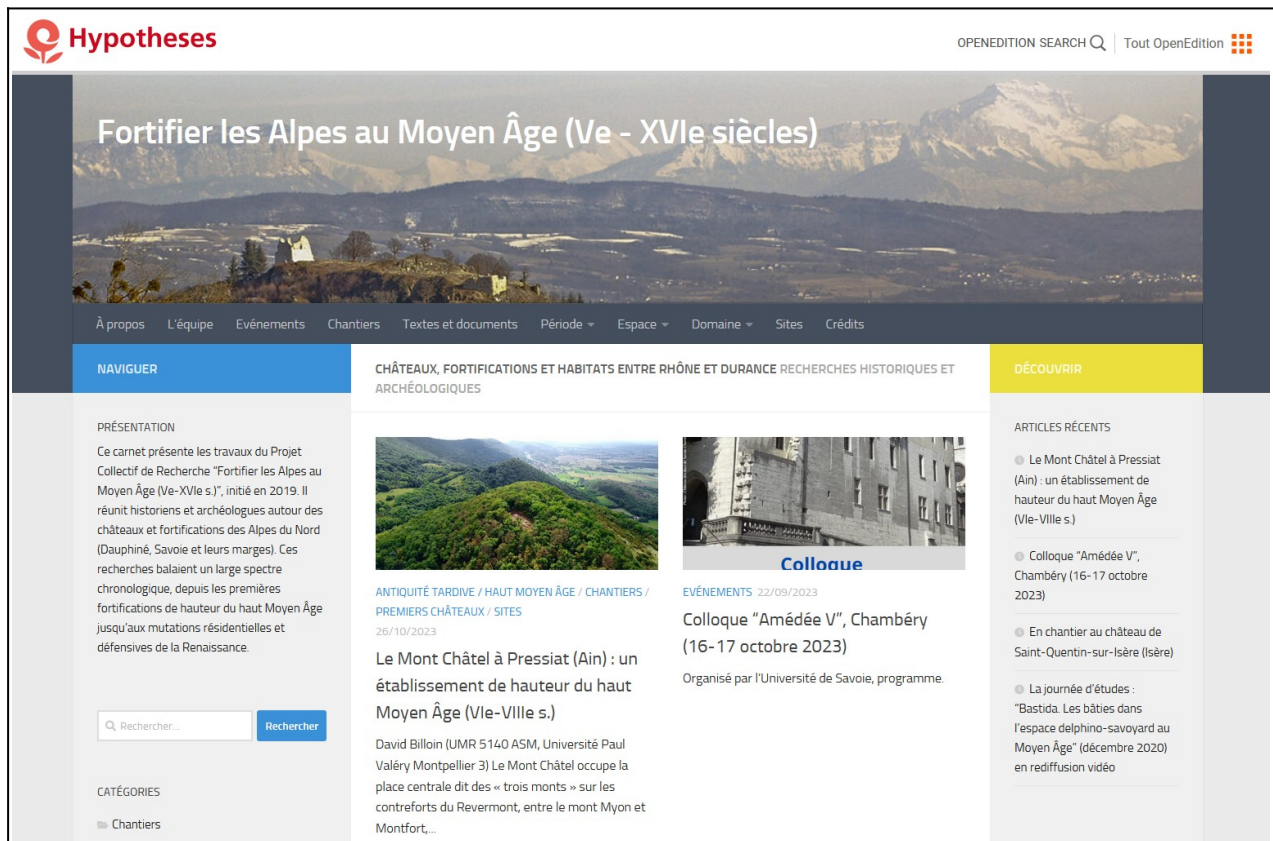 Hypotheses
OPENEDITION SEARCH
Tout OpenEdition
Fortifier les Alpes au Moyen Âge (Ve - XVIe siècles)
À propos L'équipe Evénements Chantiers Textes et documents Période Espace Domaine Sites Crédits
NAVIGUER
PRÉSENTATION
Ce carnet présente les travaux du Projet
Collectif de Recherche “Fortifier les Alpes au
Moyen Âge (Ve-XVIe s.)”, initié en 2019. Il
réunit historiens et archéologues autour des
châteaux et fortifications des Alpes du Nord
(Dauphiné, Savoie et leurs marges). Ces
recherches balaient un large spectre
chronologique, depuis les premières
fortifications de hauteur du haut Moyen Âge
jusqu’aux mutations résidentielles et
défensives de la Renaissance.
Rechercher...
Rechercher
CATÉGORIES
Chantiers
CHÂTEAUX, FORTIFICATIONS ET HABITATS ENTRE RHÔNE ET DURANCE RECHERCHES HISTORIQUES ET
ARCHÉOLOGIQUES
ANTIQUITÉ TARDIVE / HAUT MOYEN ÂGE / CHANTIERS /
PREMIERS CHÂTEAUX / SITES
26/10/2023
Le Mont Châtel à Pressiat (Ain) : un
établissement de hauteur du haut
Moyen Âge (VIe-VIIIe s.)
David Billoin (UMR 5140 ASM, Université Paul
Valéry Montpellier 3) Le Mont Châtel occupe la
place centrale dit des « trois monts » sur les
contreforts du Revermont, entre le mont Myon et
Montfort,...
Colloque
EVÉNEMENTS 22/09/2023
Colloque “Amédée V”, Chambéry
(16-17 octobre 2023)
Organisé par l’Université de Savoie, programme.
DÉCOUVRIR
ARTICLES RÉCENTS
Le Mont Châtel à Pressiat
(Ain) : un établissement de
hauteur du haut Moyen Âge
(VIe-VIIIe s.)
Colloque “Amédée V”,
Chambéry (16-17 octobre
2023)
En chantier au château de
Saint-Quentin-sur-Isère (Isère)
La journée d’études :
“Bastida. Les bâties dans
l’espace delphino-savoyard au
Moyen Âge” (décembre 2020)
en rediffusion vidéo